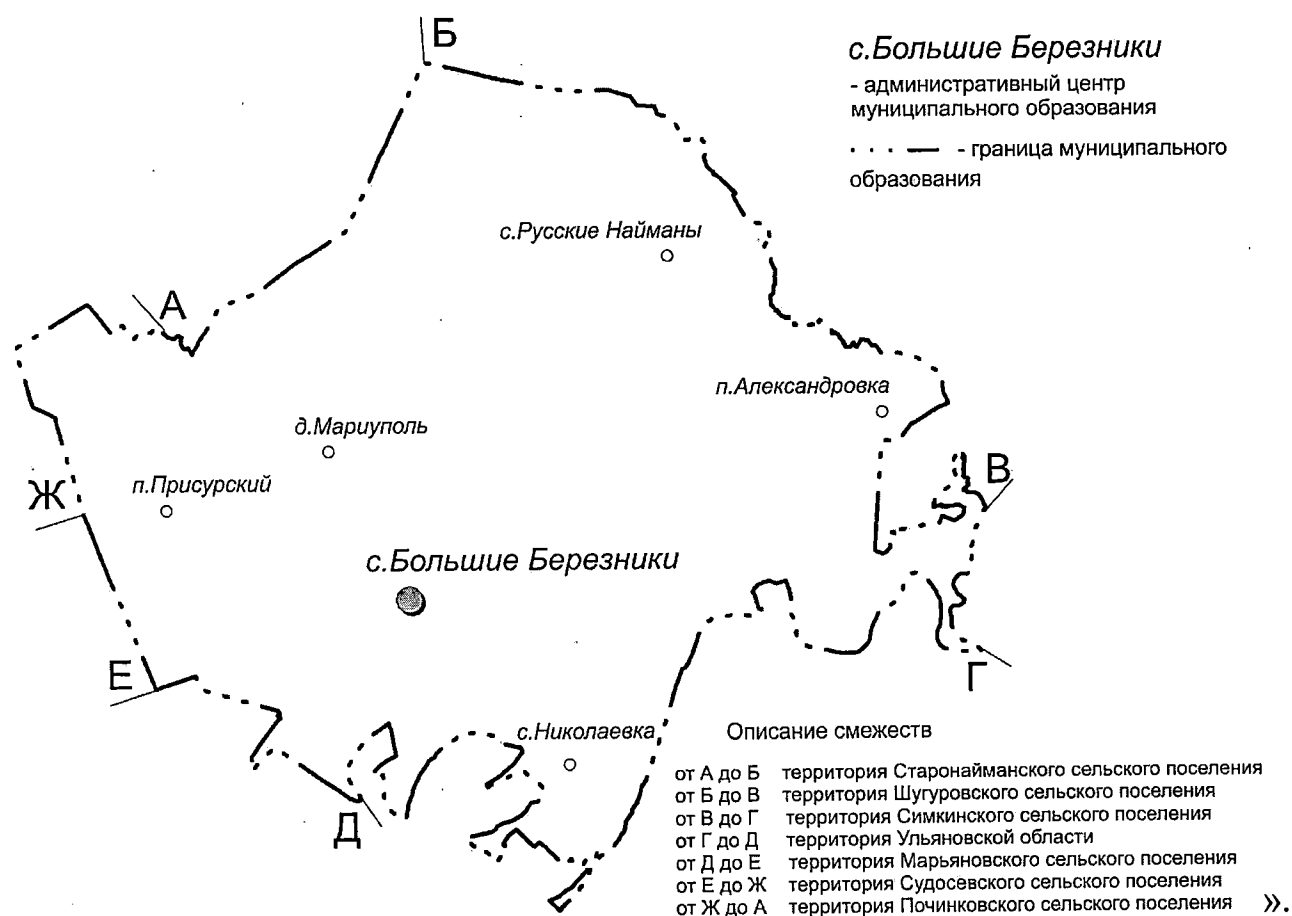 Б
с.Большие Березники
- административный центр
муниципального образования
- граница муниципального
образования
с.Русские Найманы
А
п.Александровка
д.Мариуполь
В
Ж
п.Присурский
с.Большие Березники
Е
Г
с.Николаевка
Д
Описание смежеств
от А до Б территория Старонайманского сельского поселения
от Б до В территория Шугуровского сельского поселения
от В до Г территория Симкинского сельского поселения
от Г до Д территория Ульяновской области
от Д до Е территория Марьяновского сельского поселения
от Е до Ж территория Судосевского сельского поселения
от Ж до А территория Починковского сельского поселения ».